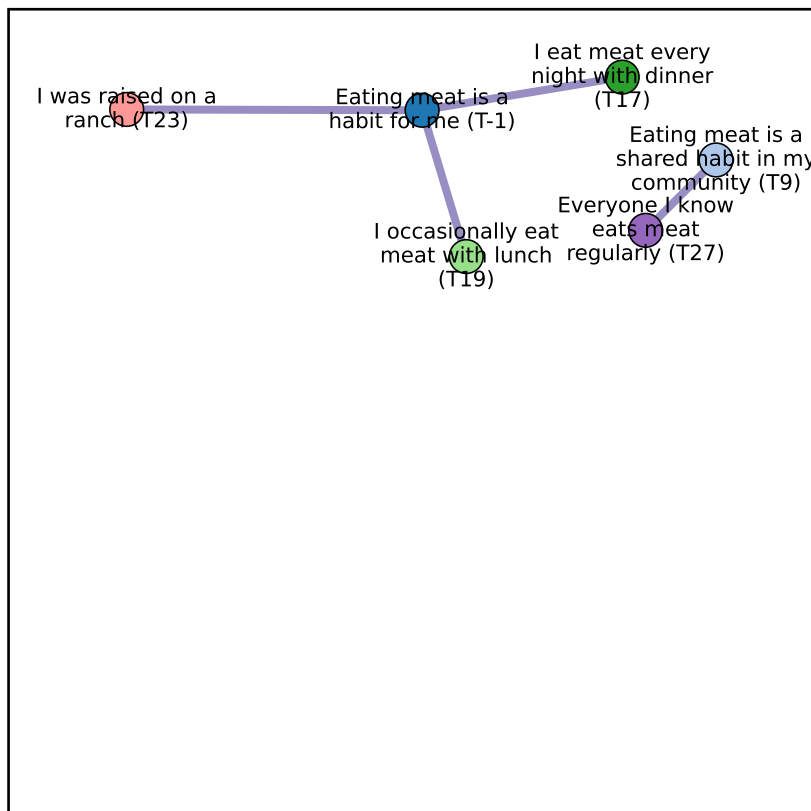 I eat meat every
night with dinner
(T17)
I was raised on a
ranch (T23)
Eating meat is a
habit for me (T-1)
Eating meat is a
shared habit in my
community (T9)
Everyone I know
eats meat
regularly (T27)
I occasionally eat
meat with lunch
(T19)